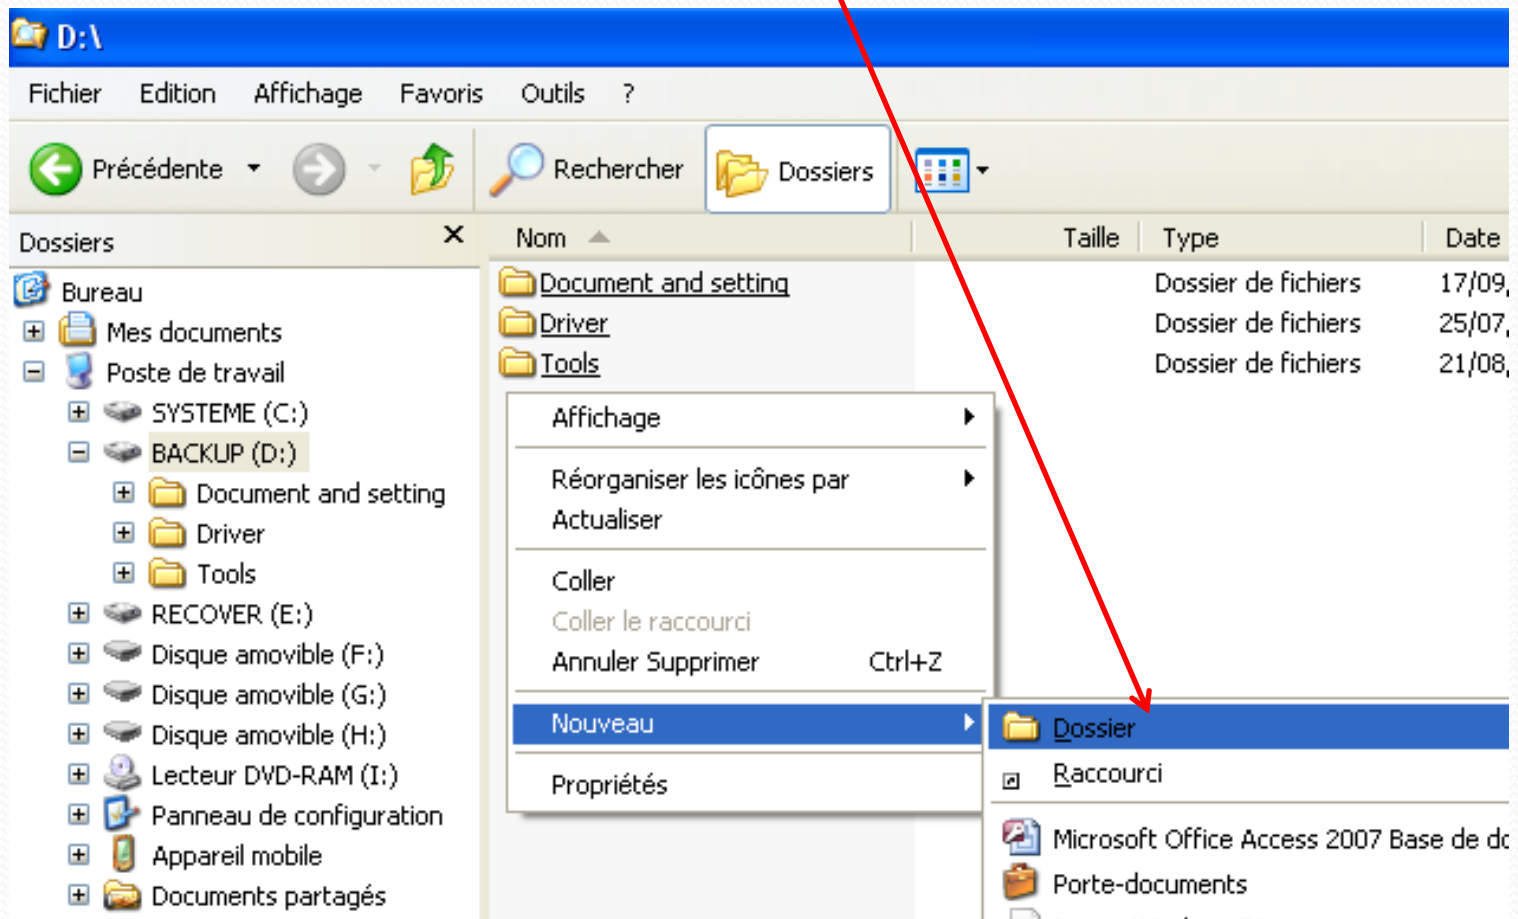 D:\
Fichier Edition Affichage Favoris Outils ?
Précédente Rechercher Dossiers
Dossiers
Bureau
Mes documents
Poste de travail
SYSTEME (C:)
BACKUP (D:)
Document and setting
Driver
Tools
RECOVER (E:)
Disque amovible (F:)
Disque amovible (G:)
Disque amovible (H:)
Lecteur DVD-RAM (I:)
Panneau de configuration
Appareil mobile
Documents partagés
Nom Taille Type Date
Document and setting Dossier de fichiers 17/09
Driver Dossier de fichiers 25/07
Tools Dossier de fichiers 21/08
Affichage
Réorganiser les icônes par
Actualiser
Coller
Coller le raccourci
Annuler Supprimer Ctrl+Z
Nouveau
Propriétés
Dossier
Raccourci
Microsoft Office Access 2007 Base de
Porte-documents